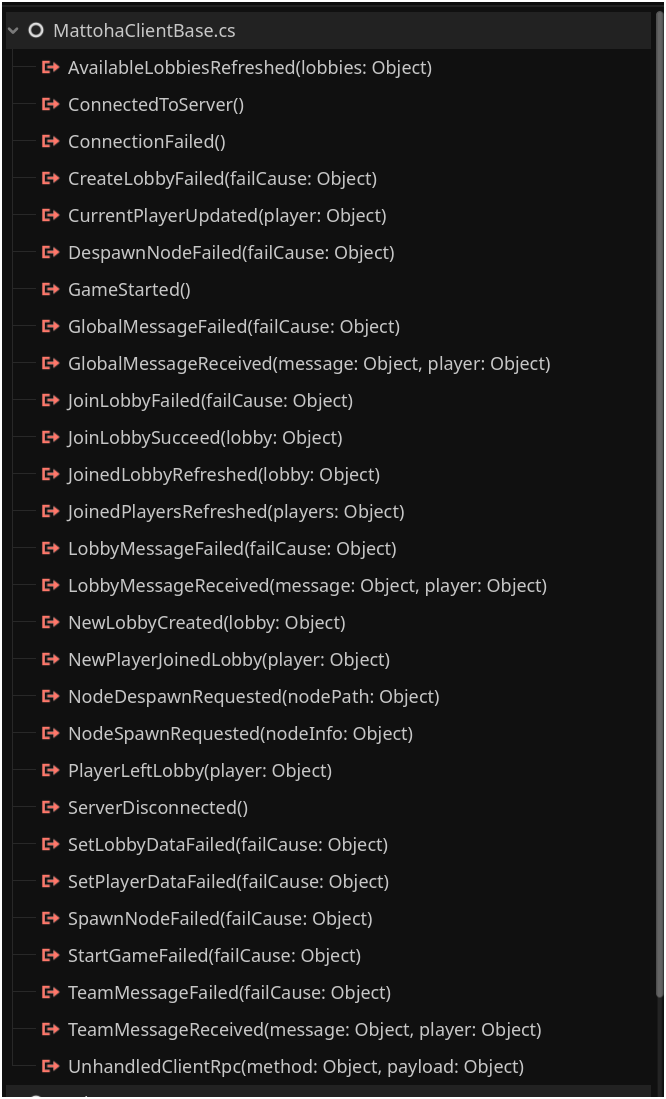 MattohaClientBase.cs
AvailableLobbiesRefreshed(lobbies: Object)
ConnectedToServer()
ConnectionFailed()
CreateLobbyFailed(failCause: Object)
CurrentPlayerUpdated(player: Object)
DespawnNodeFailed(failCause: Object)
GameStarted()
GlobalMessageFailed(failCause: Object)
GlobalMessageReceived(message: Object, player: Object)
JoinLobbyFailed(failCause: Object)
JoinLobbySucceed(lobby: Object)
JoinedLobbyRefreshed(lobby: Object)
JoinedPlayersRefreshed(players: Object)
LobbyMessageFailed(failCause: Object)
LobbyMessageReceived(message: Object, player: Object)
NewLobbyCreated(lobby: Object)
NewPlayerJoinedLobby(player: Object)
NodeDespawnRequested(nodePath: Object)
NodeSpawnRequested(nodeInfo: Object)
PlayerLeftLobby(player: Object)
ServerDisconnected()
SetLobbyDataFailed(failCause: Object)
SetPlayerDataFailed(failCause: Object)
SpawnNodeFailed(failCause: Object)
StartGameFailed(failCause: Object)
TeamMessageFailed(failCause: Object)
TeamMessageReceived(message: Object, player: Object)
UnhandledClientRpc(method: Object, payload: Object)